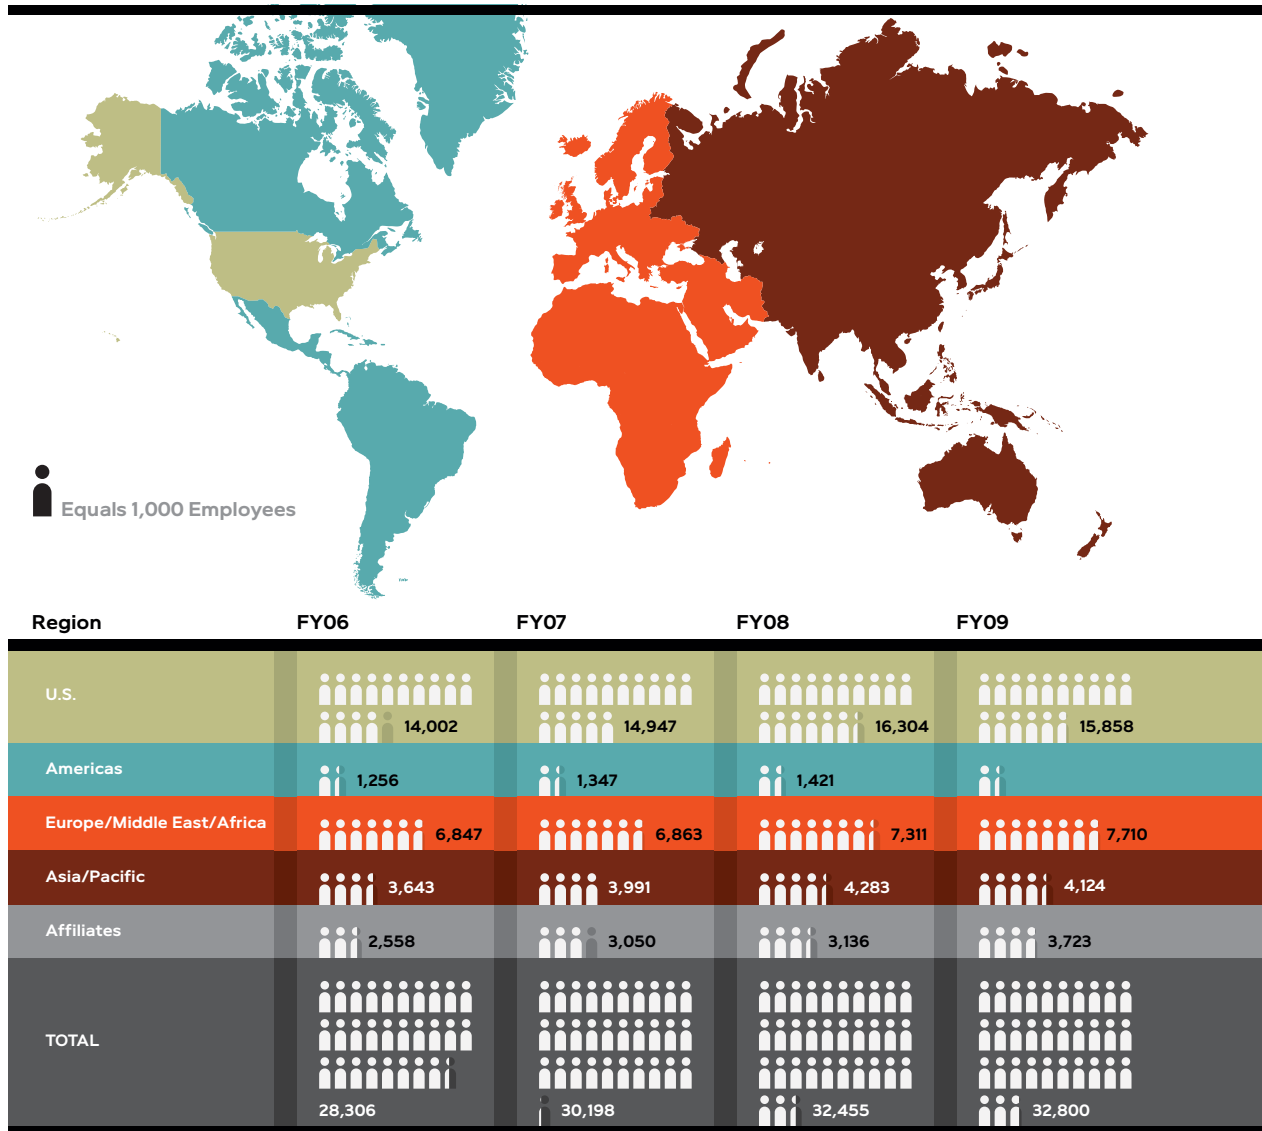 Equals 1,000 Employees
Region FY06 FY07 FY08 FY09
U.S. 14,002 14,947 16,304 15,858
Americas 1,256 1,347 1,421
Europe/Middle East/Africa 6,847 6,863 7,311 7,710
Asia/Pacific 3,643 3,991 4,283 4,124
Affiliates 2,558 3,050 3,136 3,723
TOTAL 28,306 30,198 32,455 32,800